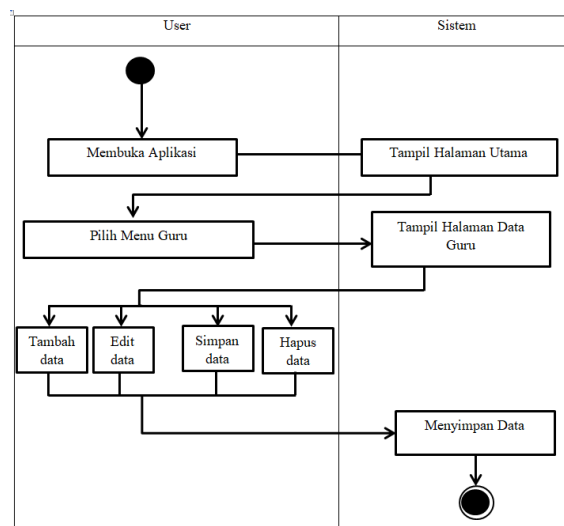 User
Sistem
Membuka Aplikasi
Tampil Halaman Utama
Pilih Menu Guru
Tampil Halaman Data
Guru
Tambah
data
Edit
data
Simpan
data
Hapus
data
Menyimpan Data